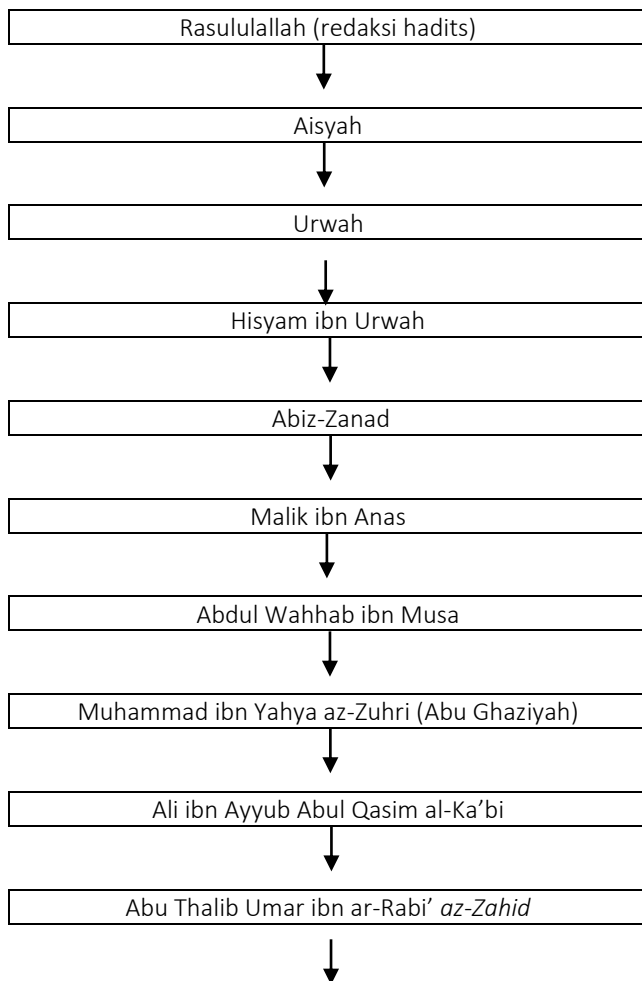 Rasululallah (redaksi hadits)
Aisyah
Urwah
Hisyam ibn Urwah
Abiz-Zanad
Malik ibn Anas
Abdul Wahhab ibn Musa
Muhammad ibn Yahya az-Zuhri (Abu Ghaziyah)
Ali ibn Ayyub Abul Qasim al-Ka’bi
Abu Thalib Umar ibn ar-Rabi’ az-Zahid